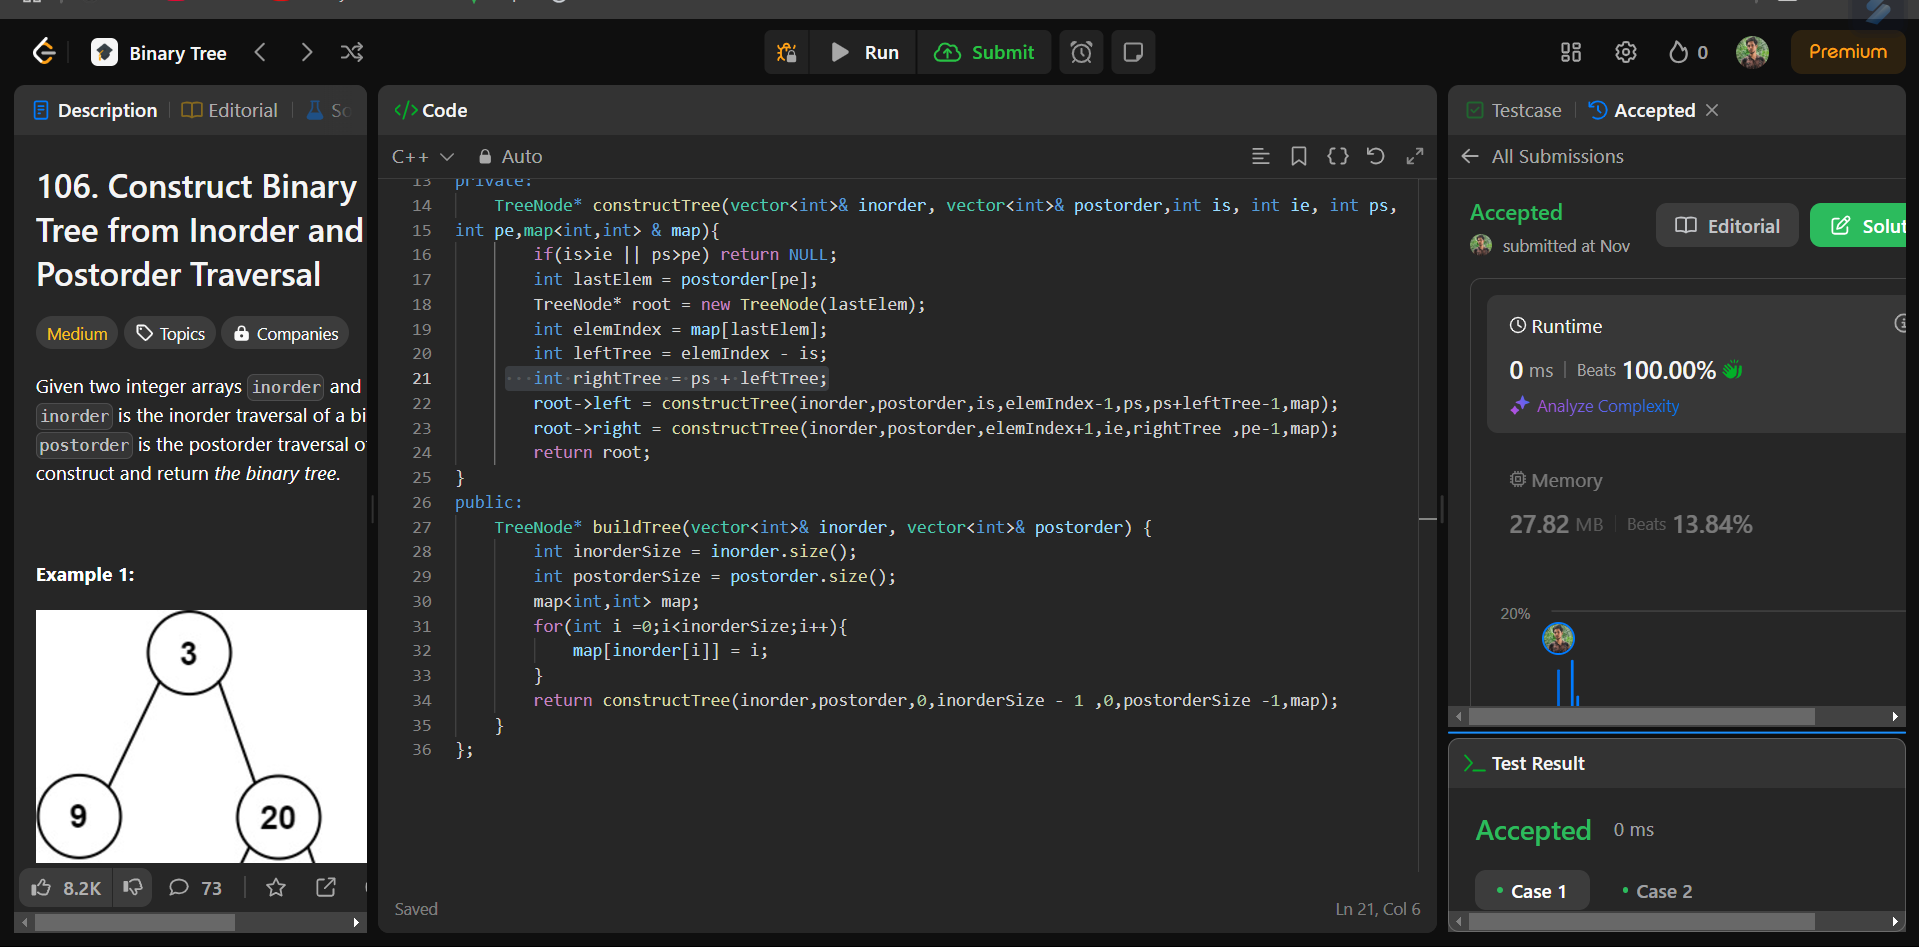 Binary Tree
Run
Submit
0
Premium
Description
Editorial
So
106. Construct Binary
Tree from Inorder and
Postorder Traversal
Medium
Topics
Companies
Given two integer arrays inorder and
inorder is the inorder traversal of a bi
postorder is the postorder traversal o
construct and return the binary tree.
Example 1:
3
9
20
8.2K
73
</> Code
C++
Auto
13 private:
14 TreeNode* constructTree(vector<int>& inorder, vector<int>& postorder,int is, int ie, int ps,
15 int pe,map<int,int> & map){
16 if(is>ie || ps>pe) return NULL;
17 int lastElem = postorder[pe];
18 TreeNode* root = new TreeNode(lastElem);
19 int elemIndex = map[lastElem];
20 int leftTree = elemIndex - is;
21 int rightTree = ps + leftTree;
22 root->left = constructTree(inorder,postorder,is,elemIndex-1,ps,ps+leftTree-1,map);
23 root->right = constructTree(inorder,postorder,elemIndex+1,ie,rightTree ,pe-1,map);
24 return root;
25 }
26 public:
27 TreeNode* buildTree(vector<int>& inorder, vector<int>& postorder) {
28 int inorderSize = inorder.size();
29 int postorderSize = postorder.size();
30 map<int,int> map;
31 for(int i =0;i<inorderSize;i++){
32 map[inorder[i]] = i;
33 }
34 return constructTree(inorder,postorder,0,inorderSize - 1 ,0,postorderSize -1,map);
35 }
36 };
Saved
Ln 21, Col 6
Testcase
Accepted
All Submissions
Accepted
submitted at Nov
Editorial
Solut
Runtime
0 ms | Beats 100.00%
Analyze Complexity
Memory
27.82 MB | Beats 13.84%
20%
Test Result
Accepted 0 ms
Case 1
Case 2